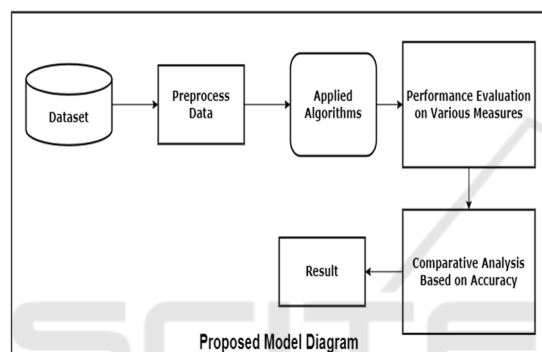 Dataset
Preprocess
Data
Applied
Algorithms
Performance Evaluation
on Various Measures
Comparative Analysis
Based on Accuracy
Result
Proposed Model Diagram